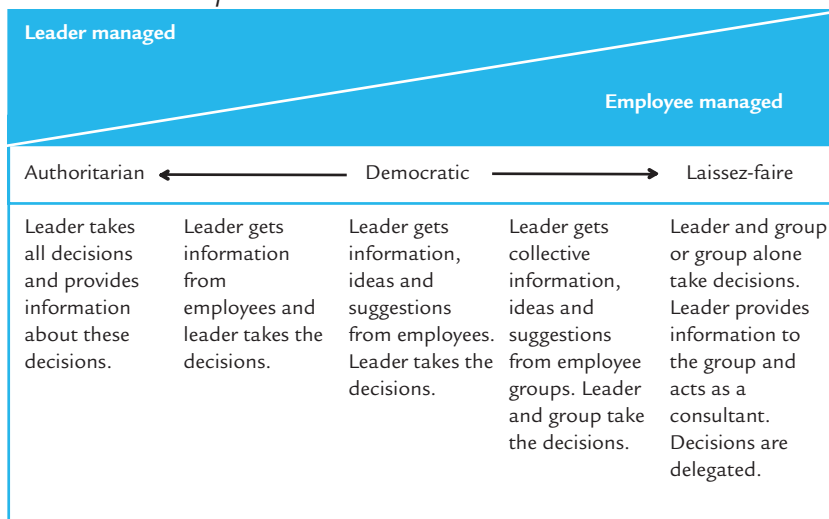 Leader managed
Employee managed
Authoritarian
Democratic
Laissez-faire
Leader takes
all decisions
and provides
information
about these
decisions.
Leader gets
information
from
employees and
leader takes the
decisions.
Leader gets
information,
ideas and
suggestions
from employees.
Leader takes the
decisions.
Leader gets
collective
information,
ideas and
suggestions
from employee
groups. Leader
and group take
the decisions.
Leader and group
or group alone
take decisions.
Leader provides
information to
the group and
acts as a
consultant.
Decisions are
delegated.